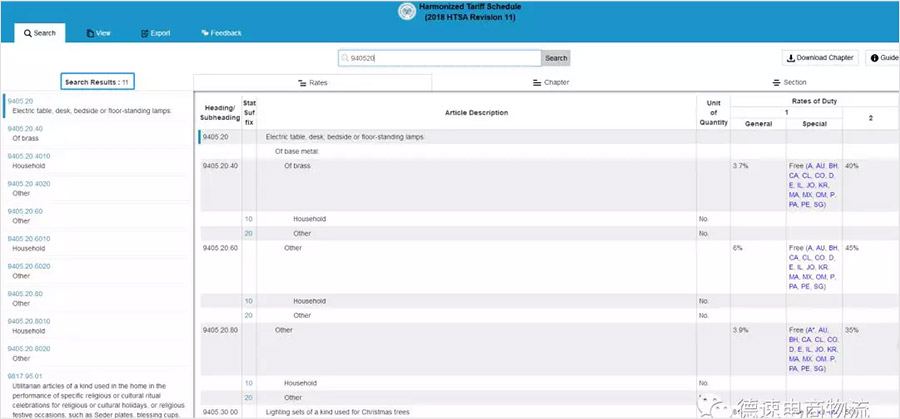 Harmonized Tariff Schedule
(2018 HTSA Revision 11)
Search
View
Export
Feedback
940520
Search
Download Chapter
Guide
Search Results : 11
Rates
Chapter
Section
9405.20
Electric table, desk, bedside or floor-standing lamps:
9405.20.40
Of brass
9405.20.4010
Household
9405.20.4020
Other
9405.20.60
Other
9405.20.6010
Household
9405.20.6020
Other
9405.20.80
Other
9405.20.8010
Household
9405.20.8020
Other
9817.95.01
Utilitarian articles of a kind used in the home in the
performance of specific religious or cultural ritual
celebrations for religious or cultural holidays, or religious
festive occasions, such as Seder plates, blessing cups,
Heading/
Subheading
Stat
Suf
fix
Article Description
Unit
of
Quantity
Rates of Duty
1
2
General
Special
9405.20 Electric table, desk, bedside or floor-standing lamps:
Of base metal:
9405.20.40 Of brass 3.7% Free (A, AU, BH, 40%
CA, CL, CO, D,
E, IL, JO, KR,
MA, MX, OM, P,
PA, PE, SG)
10 Household No.
20 Other No.
9405.20.60 Other 6% Free (A, AU, BH, 45%
CA, CL, CO, D,
E, IL, JO, KR,
MA, MX, OM, P,
PA, PE, SG)
10 Household No.
20 Other No.
9405.20.80 Other 3.9% Free (A*, AU, 35%
BH, CA, CL, CO,
D, E, IL, JO, KR,
MA, MX, OM, P,
PA, PE, SG)
10 Household No.
20 Other
9405.30.00 Lighting sets of a kind used for Christmas trees
德速电商物流